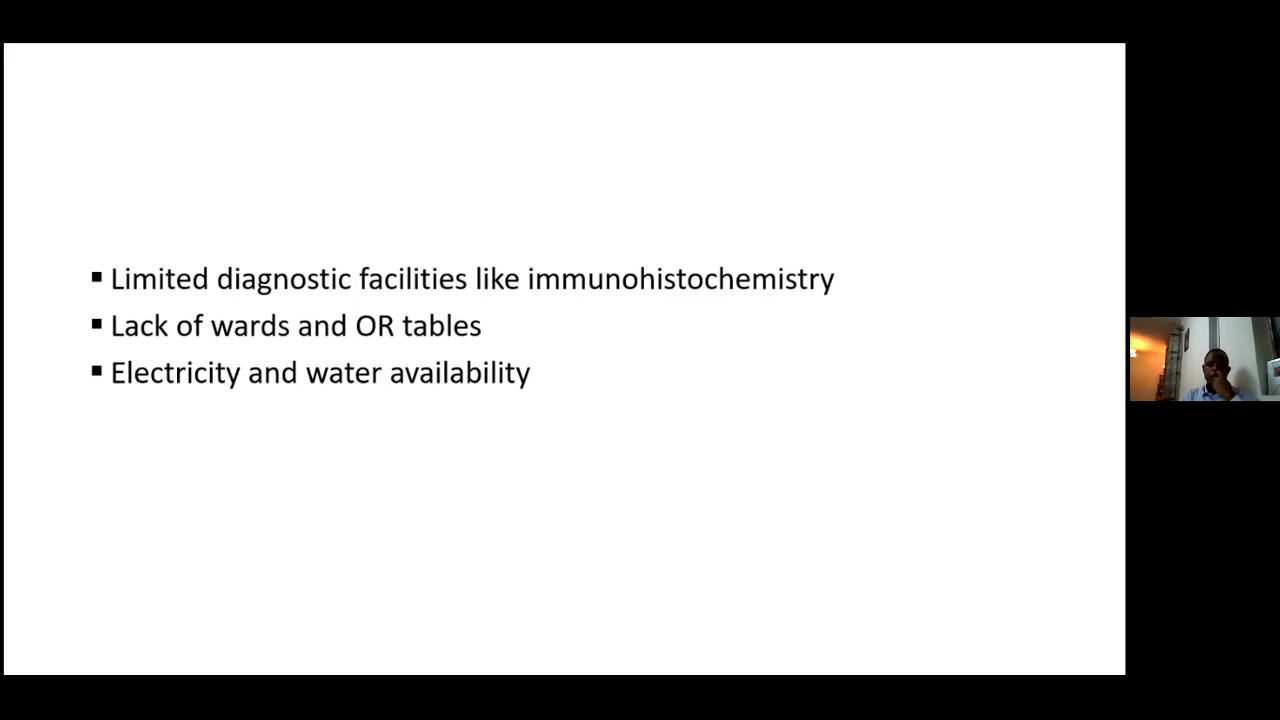 ▪ Limited diagnostic facilities like immunohistochemistry
▪ Lack of wards and OR tables
▪ Electricity and water availability